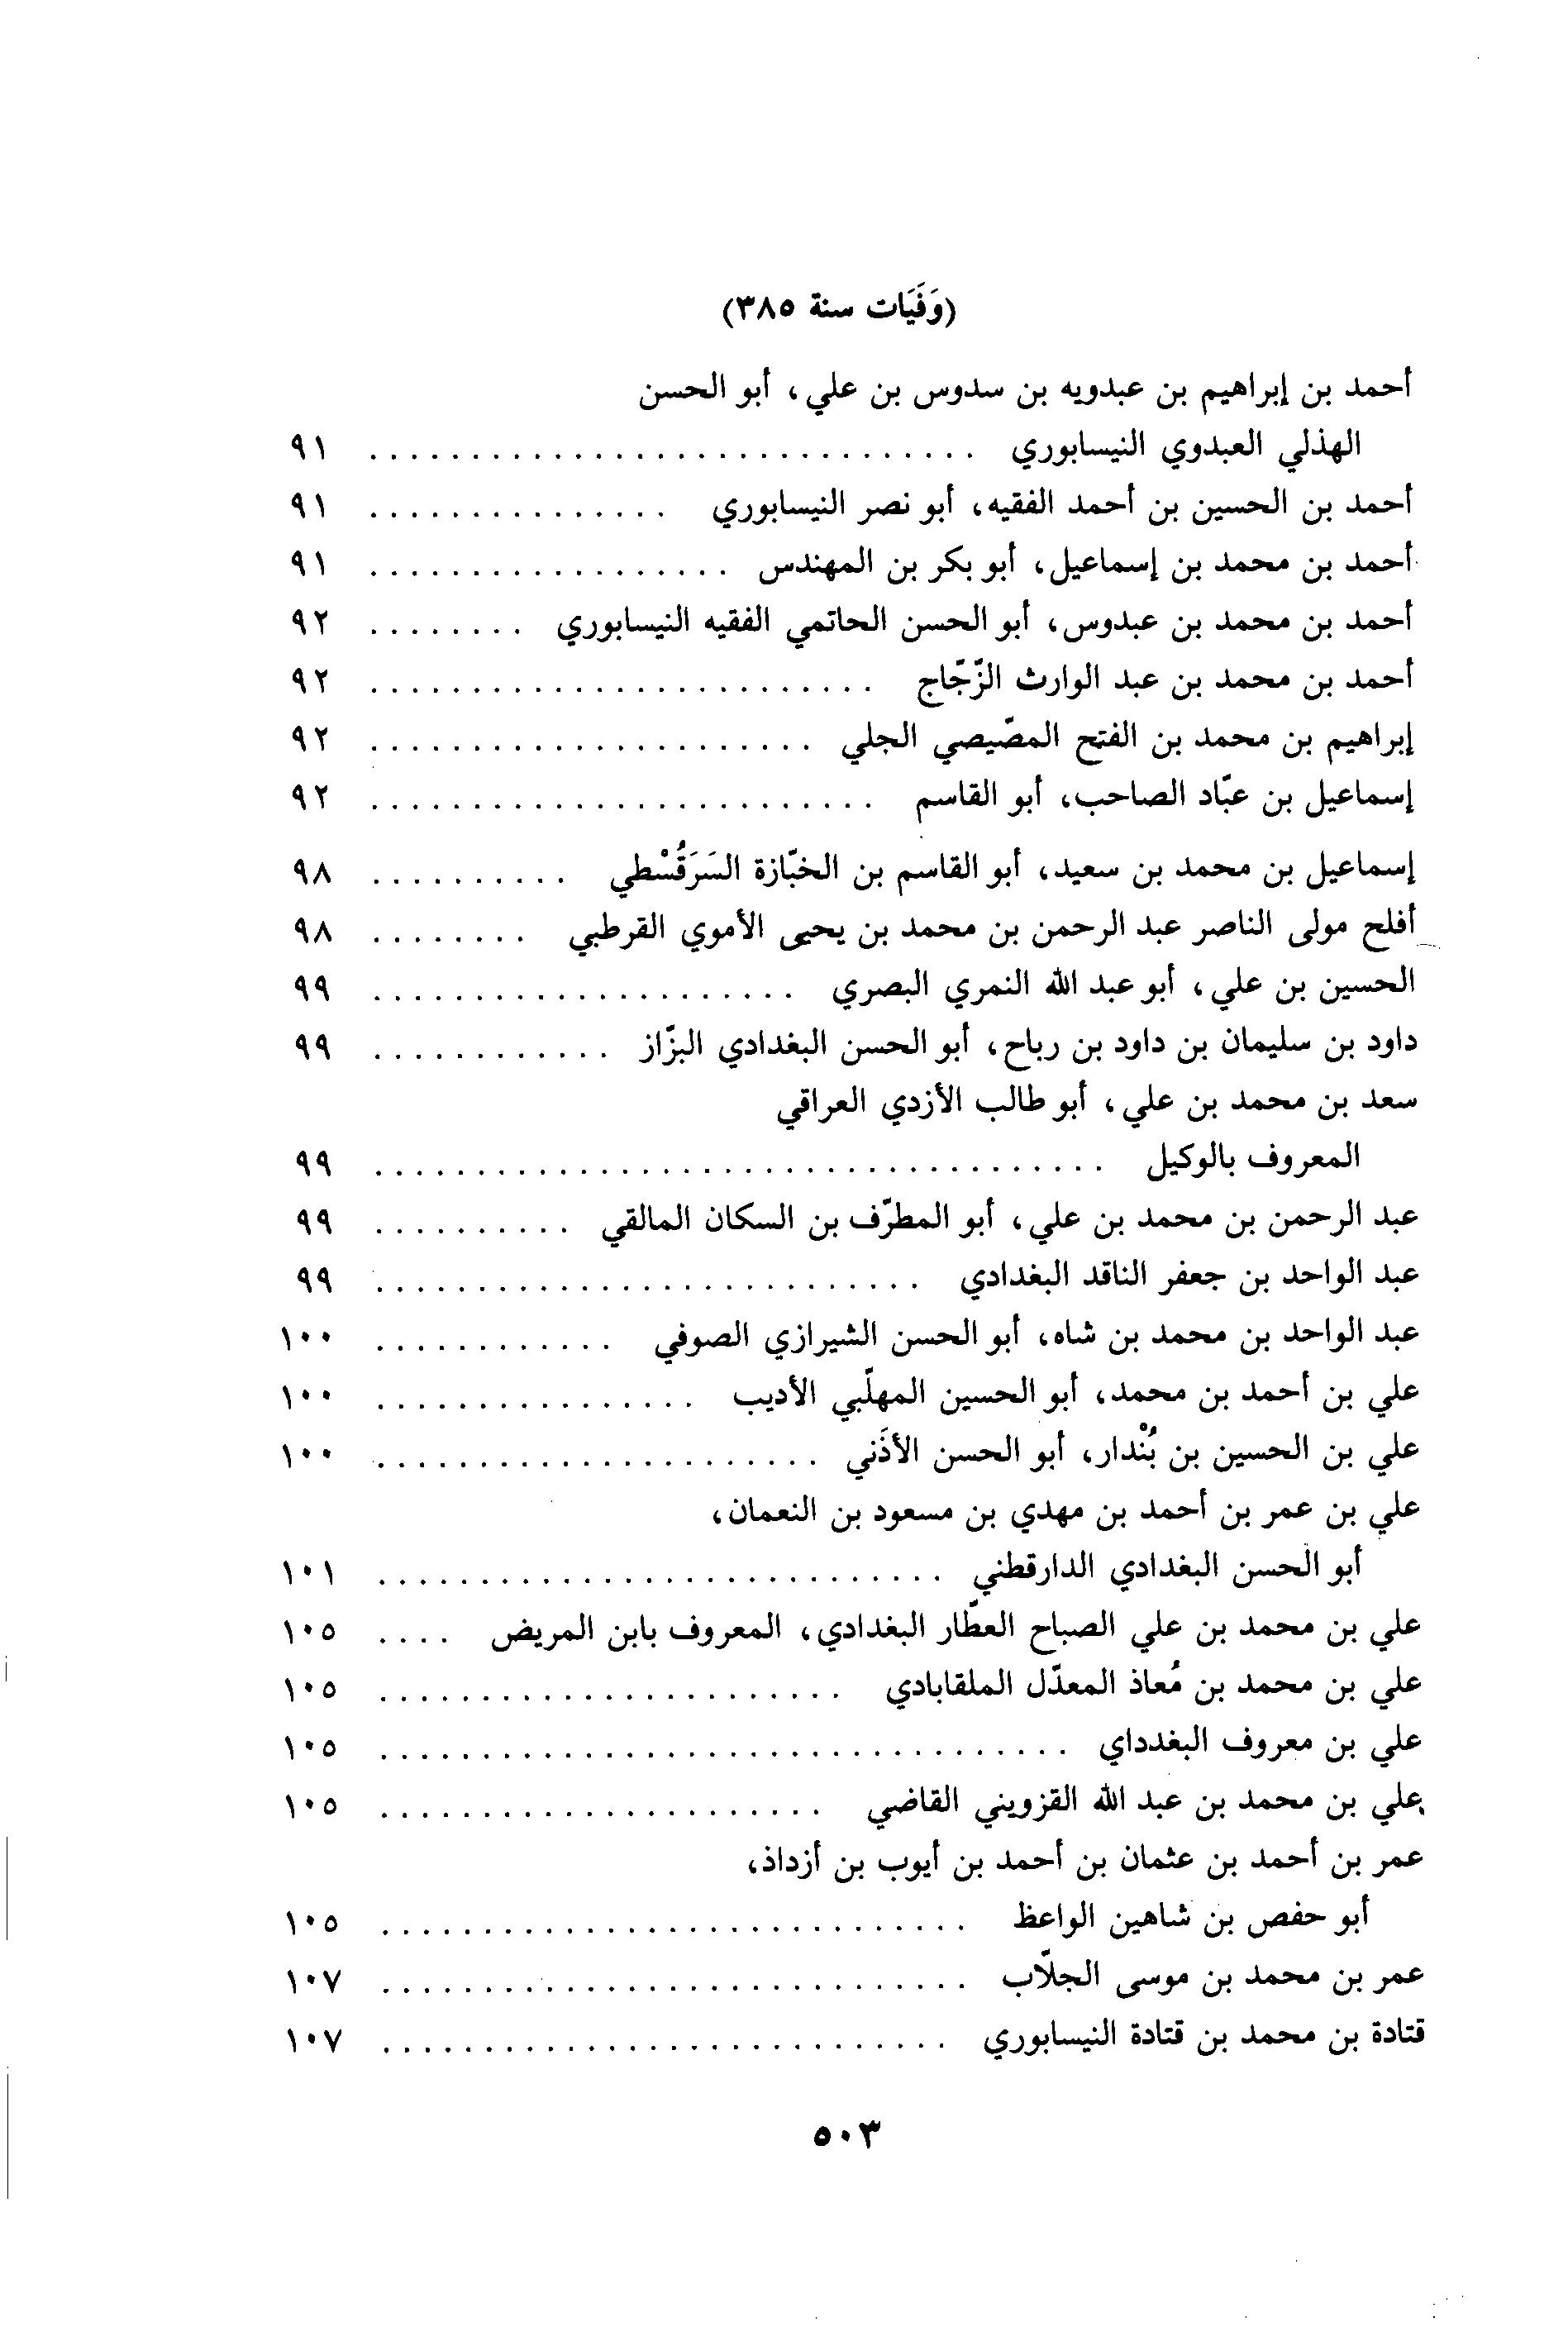 (وَفَيَات سنة ٣٨٥)
أحمد بن إبراهيم بن عبدويه بن سدوس بن علي، أبو الحسن
الهذلي العبدوي النيسابوري .............................. ٩١
أحمد بن الحسين بن أحمد الفقيه، أبو نصر النيسابوري ............... ٩١
أحمد بن محمد بن إسماعيل، أبو بكر بن المهندس .................. ٩١
أحمد بن محمد بن عبدوس، أبو الحسن الحاتمي الفقيه النيسابوري ........ ٩٢
أحمد بن محمد بن عبد الوارث الزّجّاج ......................... ٩٢
إبراهيم بن محمد بن الفتح المصّيصي الجلي ...................... ٩٢
إسماعيل بن عبّاد الصاحب، أبو القاسم ......................... ٩٢
إسماعيل بن محمد بن سعيد، أبو القاسم بن الخبّازة السَرَقُسْطي .......... ٩٨
أفلح مولى الناصر عبد الرحمن بن محمد بن يحيى الأموي القرطبي ........ ٩٨
الحسين بن علي، أبو عبد الله النمري البصري ..................... ٩٩
داود بن سليمان بن داود بن رباح، أبو الحسن البغدادي البزّاز ............ ٩٩
سعد بن محمد بن علي، أبو طالب الأزدي العراقي
المعروف بالوكيل .................................... ٩٩
عبد الرحمن بن محمد بن علي، أبو المطرّف بن السكان المالقي .......... ٩٩
عبد الواحد بن جعفر الناقد البغدادي ........................... ٩٩
عبد الواحد بن محمد بن شاه، أبو الحسن الشيرازي الصوفي ............ ١٠٠
علي بن أحمد بن محمد، أبو الحسين المهلّبي الأديب ................ ١٠٠
علي بن الحسين بن بُنْدار، أبو الحسن الأذَني ...................... ١٠٠
علي بن عمر بن أحمد بن مهدي بن مسعود بن النعمان،
أبو الحسن البغدادي الدارقطني ............................ ١٠١
علي بن محمد بن علي الصباح العطّار البغدادي، المعروف بابن المريض .... ١٠٥
علي بن محمد بن مُعاذ المعدّل الملقابادي ....................... ١٠٥
علي بن معروف البغدداي .................................. ١٠٥
علي بن محمد بن عبد الله القزويني القاضي ...................... ١٠٥
عمر بن أحمد بن عثمان بن أحمد بن أيوب بن أزداذ،
أبو حفص بن شاهين الواعظ ............................. ١٠٥
عمر بن محمد بن موسى الجلّاب ............................. ١٠٧
قتادة بن محمد بن قتادة النيسابوري ............................ ١٠٧
٥٠٣